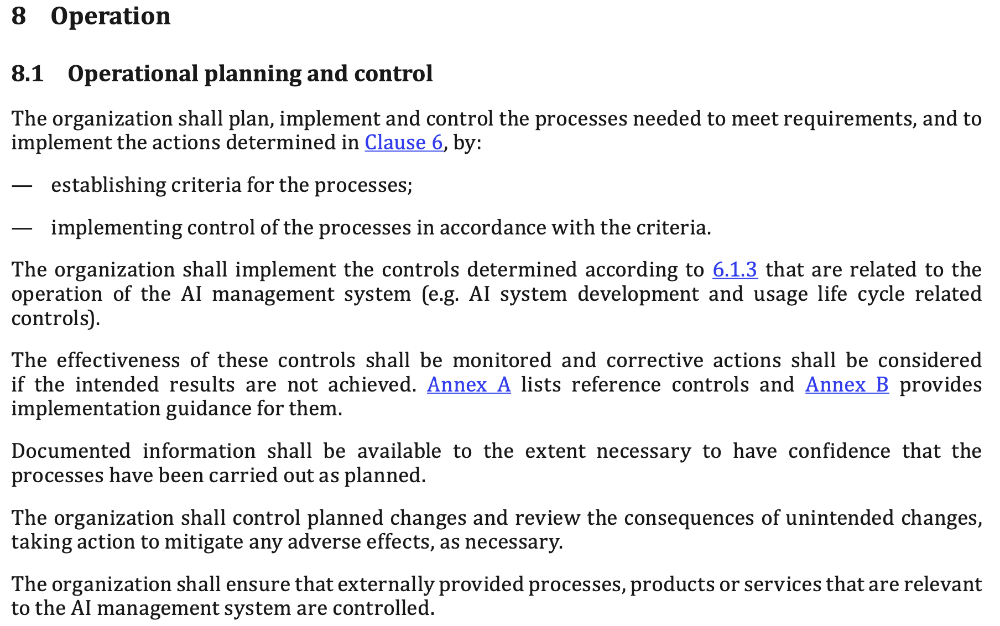 8 Operation
8.1 Operational planning and control
The organization shall plan, implement and control the processes needed to meet requirements, and to
implement the actions determined in Clause 6, by:
— establishing criteria for the processes;
— implementing control of the processes in accordance with the criteria.
The organization shall implement the controls determined according to 6.1.3 that are related to the
operation of the AI management system (e.g. AI system development and usage life cycle related
controls).
The effectiveness of these controls shall be monitored and corrective actions shall be considered
if the intended results are not achieved. Annex A lists reference controls and Annex B provides
implementation guidance for them.
Documented information shall be available to the extent necessary to have confidence that the
processes have been carried out as planned.
The organization shall control planned changes and review the consequences of unintended changes,
taking action to mitigate any adverse effects, as necessary.
The organization shall ensure that externally provided processes, products or services that are relevant
to the AI management system are controlled.